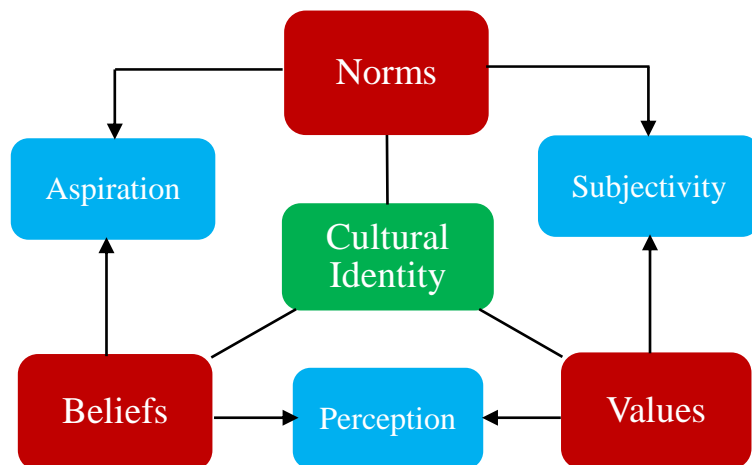 Norms
Aspiration
Subjectivity
Cultural
Identity
Beliefs
Perception
Values